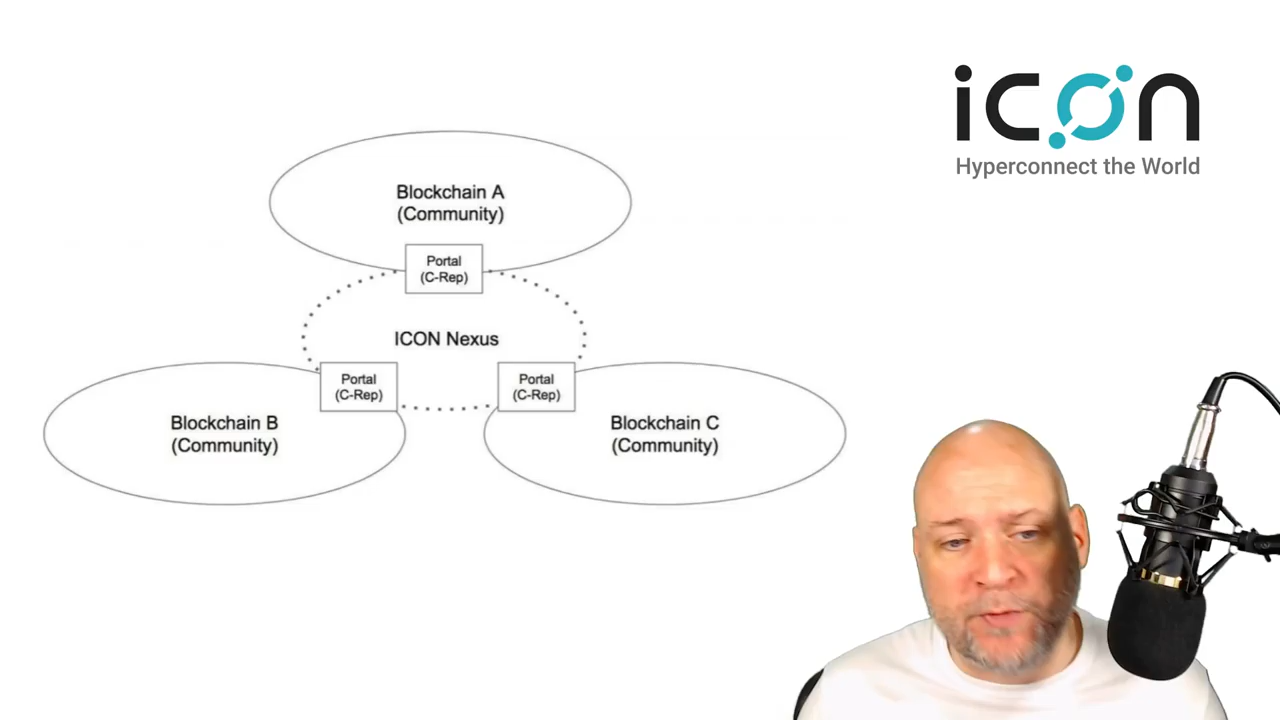 icon
Hyperconnect the World
Blockchain A
(Community)
Portal
(C-Rep)
ICON Nexus
Portal
(C-Rep)
Portal
(C-Rep)
Blockchain B
(Community)
Blockchain C
(Community)